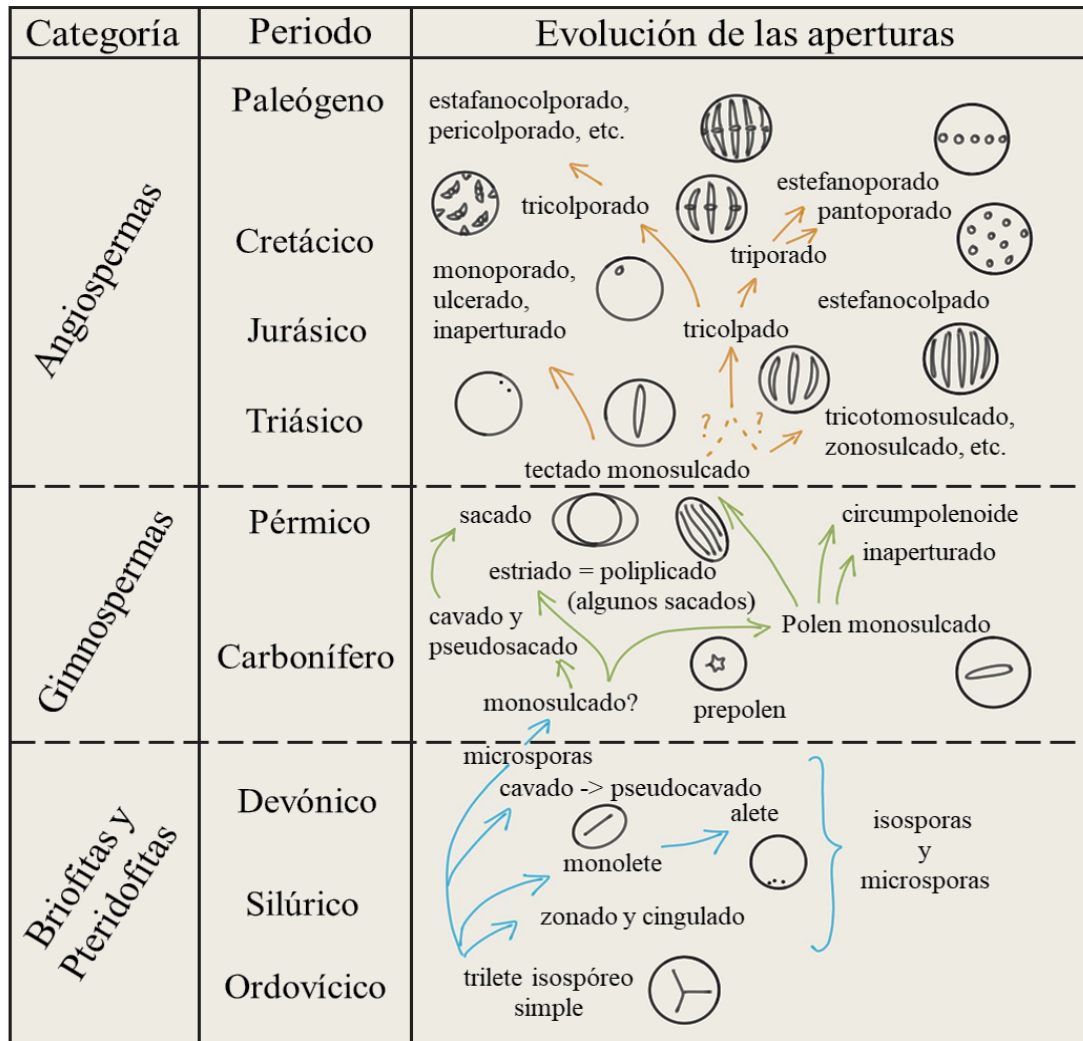 Categoría
Periodo
Evolución de las aperturas
Angiospermas
Paleógeno
Cretácico
Jurásico
Triásico
estafanocolporado,
pericolporado, etc.
tricolporado
estefanoporado
pantoporado
triporado
monoporado,
ulcerado,
inaperturado
tricolpado
estefanocolpado
? ?
tricotomosulcado,
zonosulcado, etc.
tectado monosulcado
Gimnospermas
Pérmico
Carbonífero
sacado
circumpolenoide
inaperturado
estriado = poliplicado
(algunos sacados)
cavado y
pseudosacado
Polen monosulcado
monosulcado?
prepolen
Briofitas y
Pteridofitas
Devónico
Silúrico
Ordovícico
microsporas
cavado -> pseudocavado
alete
monolete
zonado y cingulado
isosporas
y
microsporas
trilete isospóreo
simple